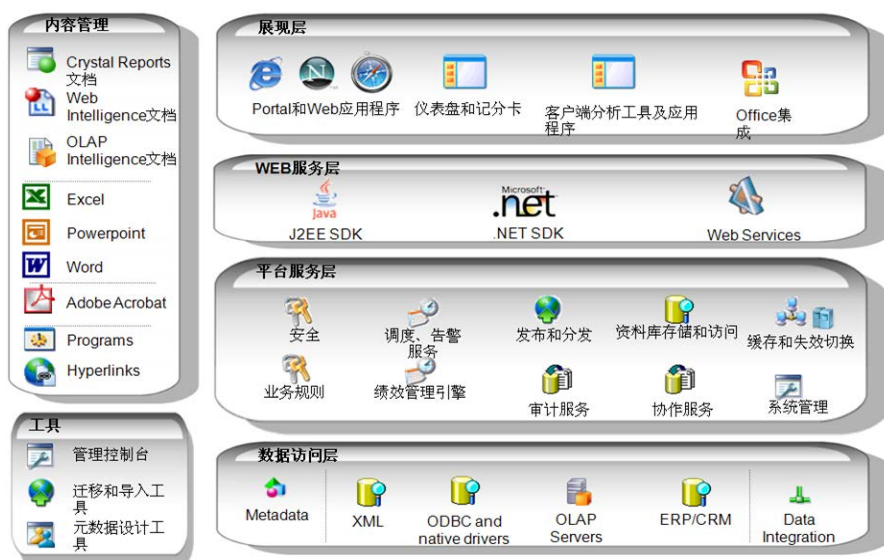 内容管理
Crystal Reports
文档
Web
Intelligence文档
OLAP
Intelligence文档
Excel
Powerpoint
Word
Adobe Acrobat
Programs
Hyperlinks
工具
管理控制台
迁移和导入工
具
元数据设计工
具
展现层
Portal和Web应用程序
仪表盘和记分卡
客户端分析工具及应用
程序
Office集
成
WEB服务层
Java
J2EE SDK
Microsoft
.net
.NET SDK
Web Services
平台服务层
安全
调度、告警
服务
发布和分发
资料库存储和访问
缓存和失效切换
业务规则
绩效管理引擎
审计服务
协作服务
系统管理
数据访问层
Metadata
XML
ODBC and
native drivers
OLAP
Servers
ERP/CRM
Data
Integration